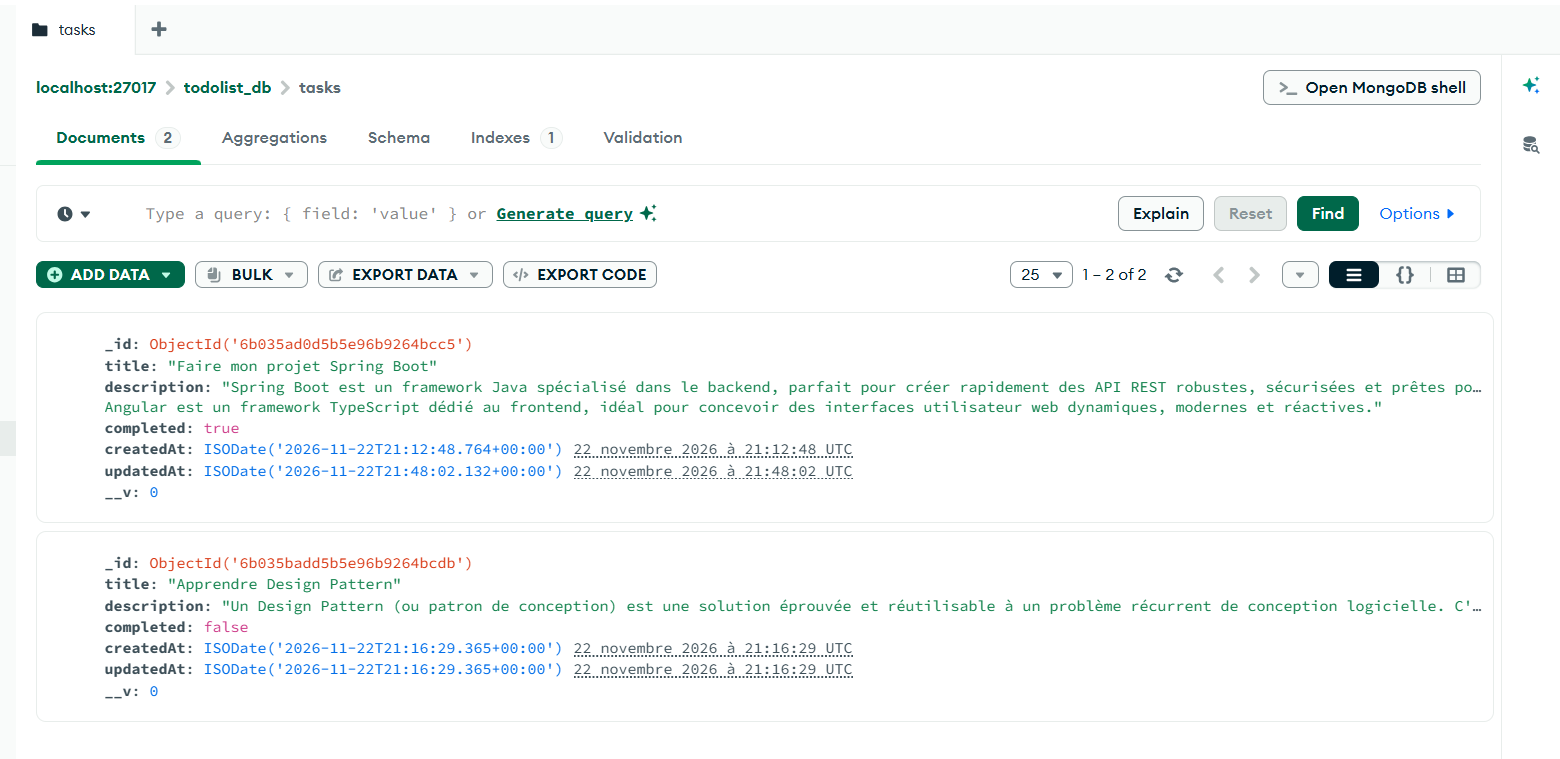 tasks
localhost:27017 todolist_db tasks
>_ Open MongoDB shell
Documents 2 Aggregations Schema Indexes 1 Validation
Type a query: { field: 'value' } or Generate query
Explain Reset Find Options
ADD DATA BULK EXPORT DATA </> EXPORT CODE
25 1 – 2 of 2 {}
_id: ObjectId('6b035ad0d5b5e96b9264bcc5')
title: "Faire mon projet Spring Boot"
description: "Spring Boot est un framework Java spécialisé dans le backend, parfait pour créer rapidement des API REST robustes, sécurisées et prêtes po…
Angular est un framework TypeScript dédié au frontend, idéal pour concevoir des interfaces utilisateur web dynamiques, modernes et réactives."
completed: true
createdAt: ISODate('2026-11-22T21:12:48.764+00:00') 22 novembre 2026 à 21:12:48 UTC
updatedAt: ISODate('2026-11-22T21:48:02.132+00:00') 22 novembre 2026 à 21:48:02 UTC
__v: 0
_id: ObjectId('6b035badd5b5e96b9264bcdb')
title: "Apprendre Design Pattern"
description: "Un Design Pattern (ou patron de conception) est une solution éprouvée et réutilisable à un problème récurrent de conception logicielle. C'…
completed: false
createdAt: ISODate('2026-11-22T21:16:29.365+00:00') 22 novembre 2026 à 21:16:29 UTC
updatedAt: ISODate('2026-11-22T21:16:29.365+00:00') 22 novembre 2026 à 21:16:29 UTC
__v: 0